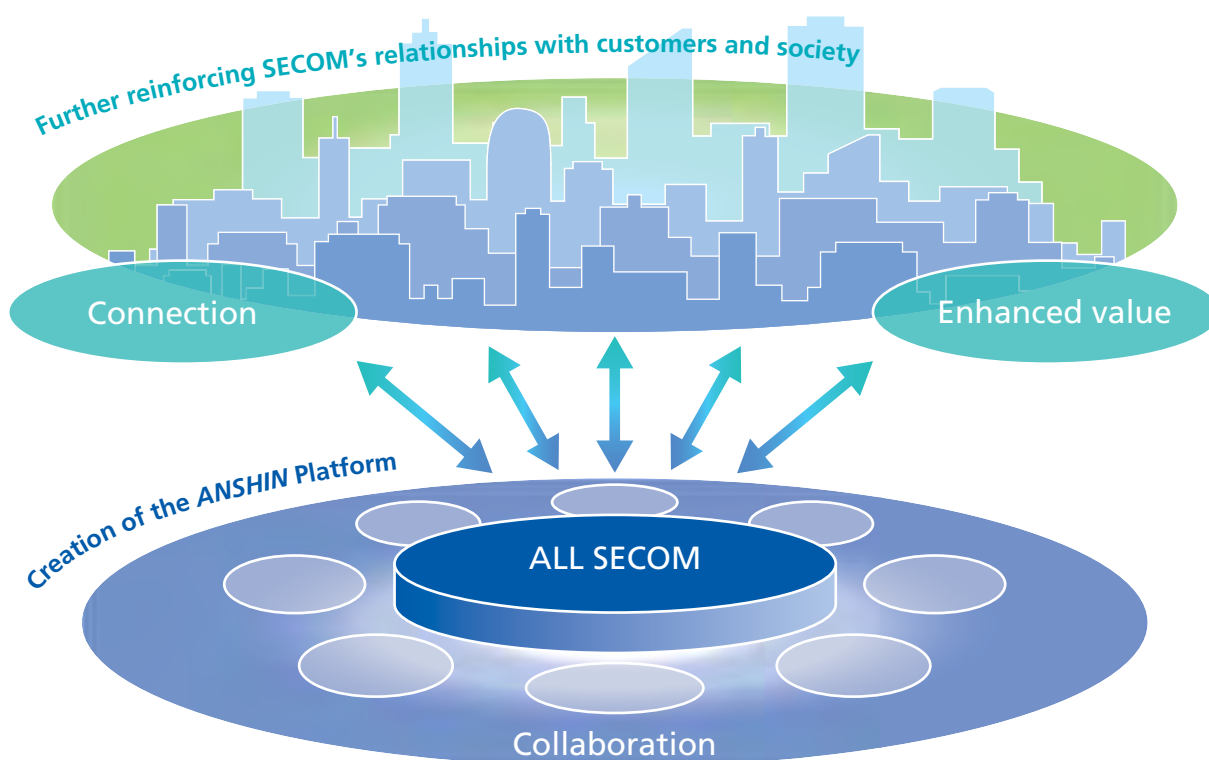 Further reinforcing SECOM’s relationships with customers and society
Connection
Enhanced value
Creation of the ANSHIN Platform
ALL SECOM
Collaboration